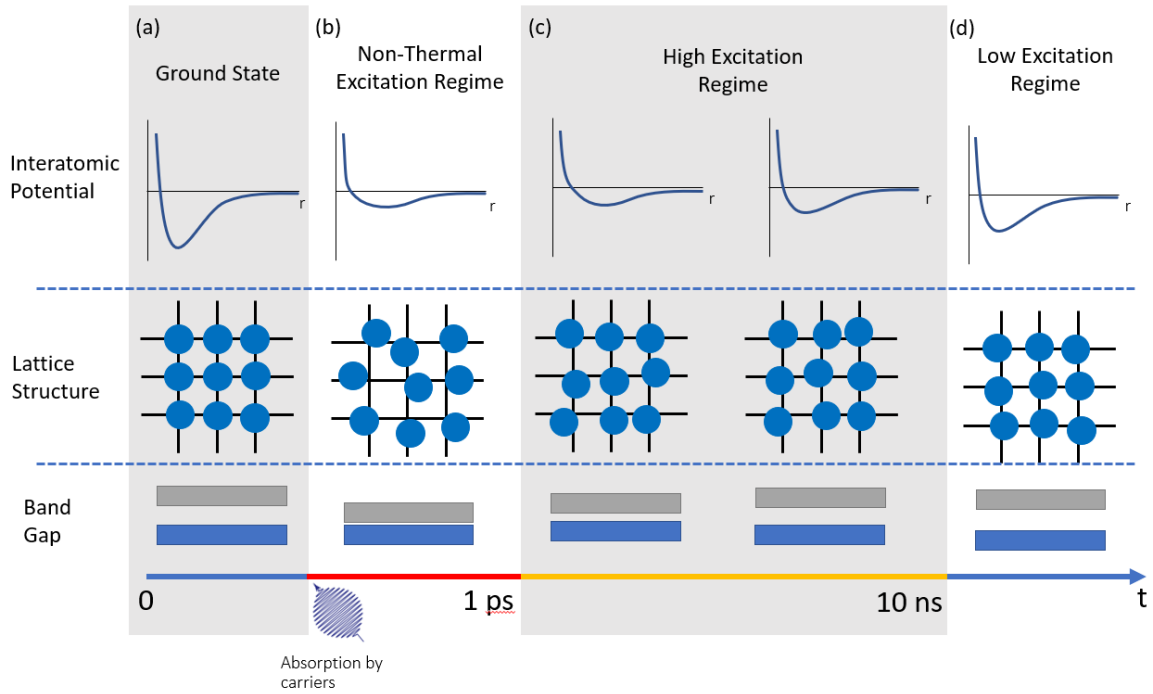 (a)
Ground State
(b)
Non-Thermal
Excitation Regime
(c)
High Excitation
Regime
(d)
Low Excitation
Regime
Interatomic
Potential
r
r
r
r
r
Lattice
Structure
Band
Gap
0
1 ps
10 ns
t
Absorption by
carriers